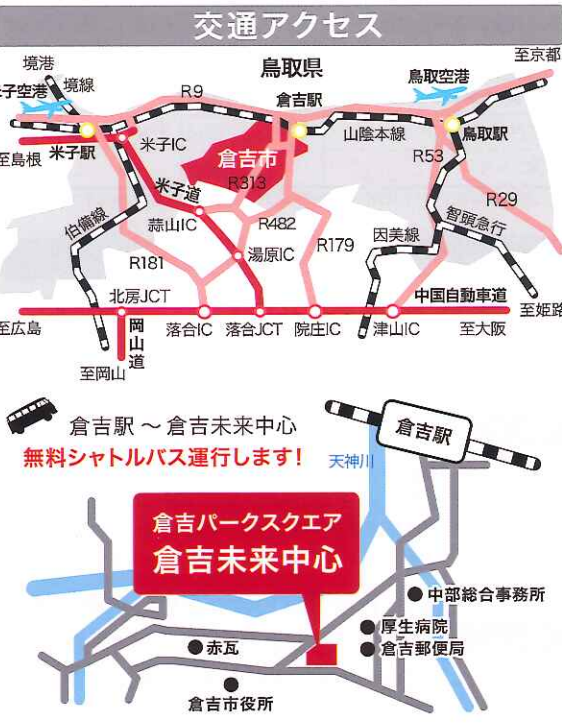 交通アクセス
境港
境線
米子空港
鳥取県
鳥取空港
至京都
R9
倉吉駅
米子駅
米子IC
山陰本線
鳥取駅
至島根
倉吉市
R53
米子道
R313
R29
伯備線
蒜山IC
R482
智頭急行
R181
湯原IC
R179
因美線
北房JCT
中国自動車道
至姫路
至広島
岡山道
落合IC
落合JCT
院庄IC
津山IC
至大阪
至岡山
倉吉駅 ~ 倉吉未来中心
無料シャトルバス運行します!
倉吉駅
天神川
倉吉パークスクエア
倉吉未来中心
中部総合事務所
厚生病院
倉吉郵便局
赤瓦
倉吉市役所